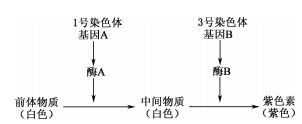 1号染色体 3号染色体
基因A 基因B
酶A 酶B
前体物质 中间物质 紫色素
(白色) (白色) (紫色)